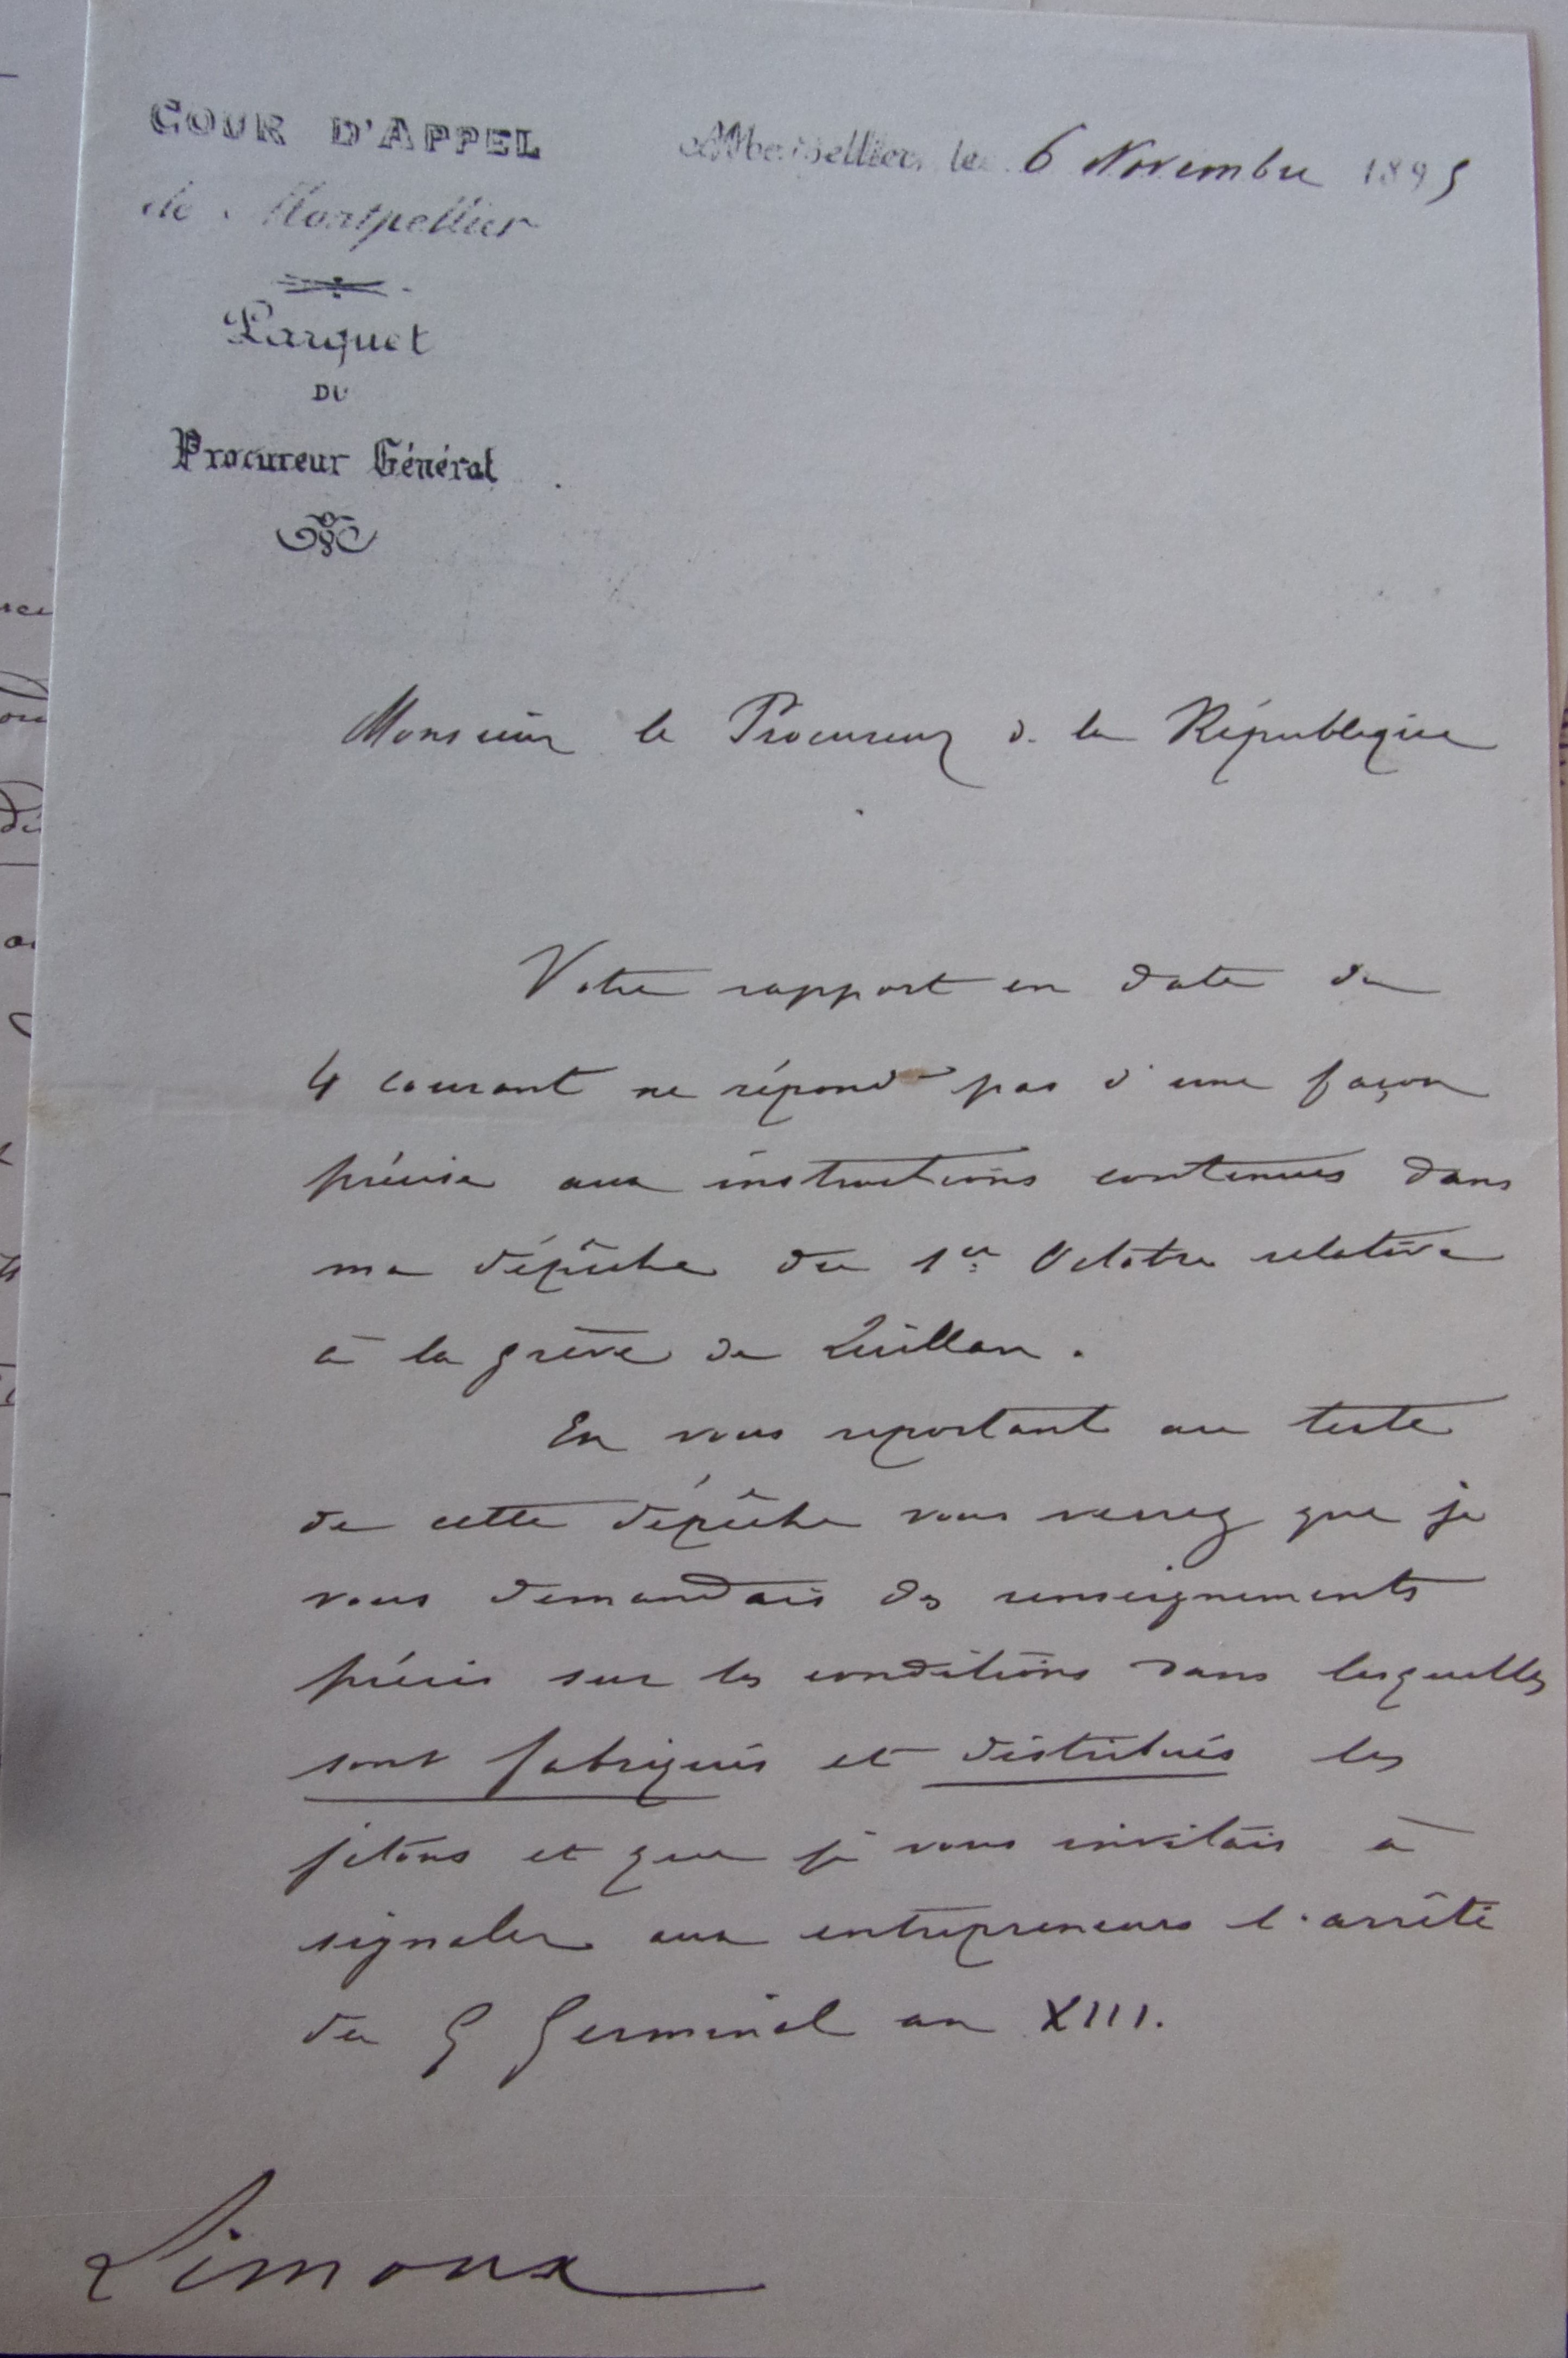 COUR D'APPEL
de Montpellier
Parquet
DU
Procureur Général
Montpellier, le 6 Novembre 1895
Monsieur le Procureur de la République
Votre rapport en date du
4 courant ne répond pas d'une façon
précise aux instructions contenues dans
ma dépêche du 1er Octobre relative
à la grève de Quillan.
En vous reportant au texte
de cette dépêche vous verrez que je
vous demandais des renseignements
précis sur les conditions dans lesquelles
sont fabriqués et distribués les
jetons et que je vous invitais à
signaler aux entrepreneurs l'arrêté
du Germinal an XIII.
Limoux